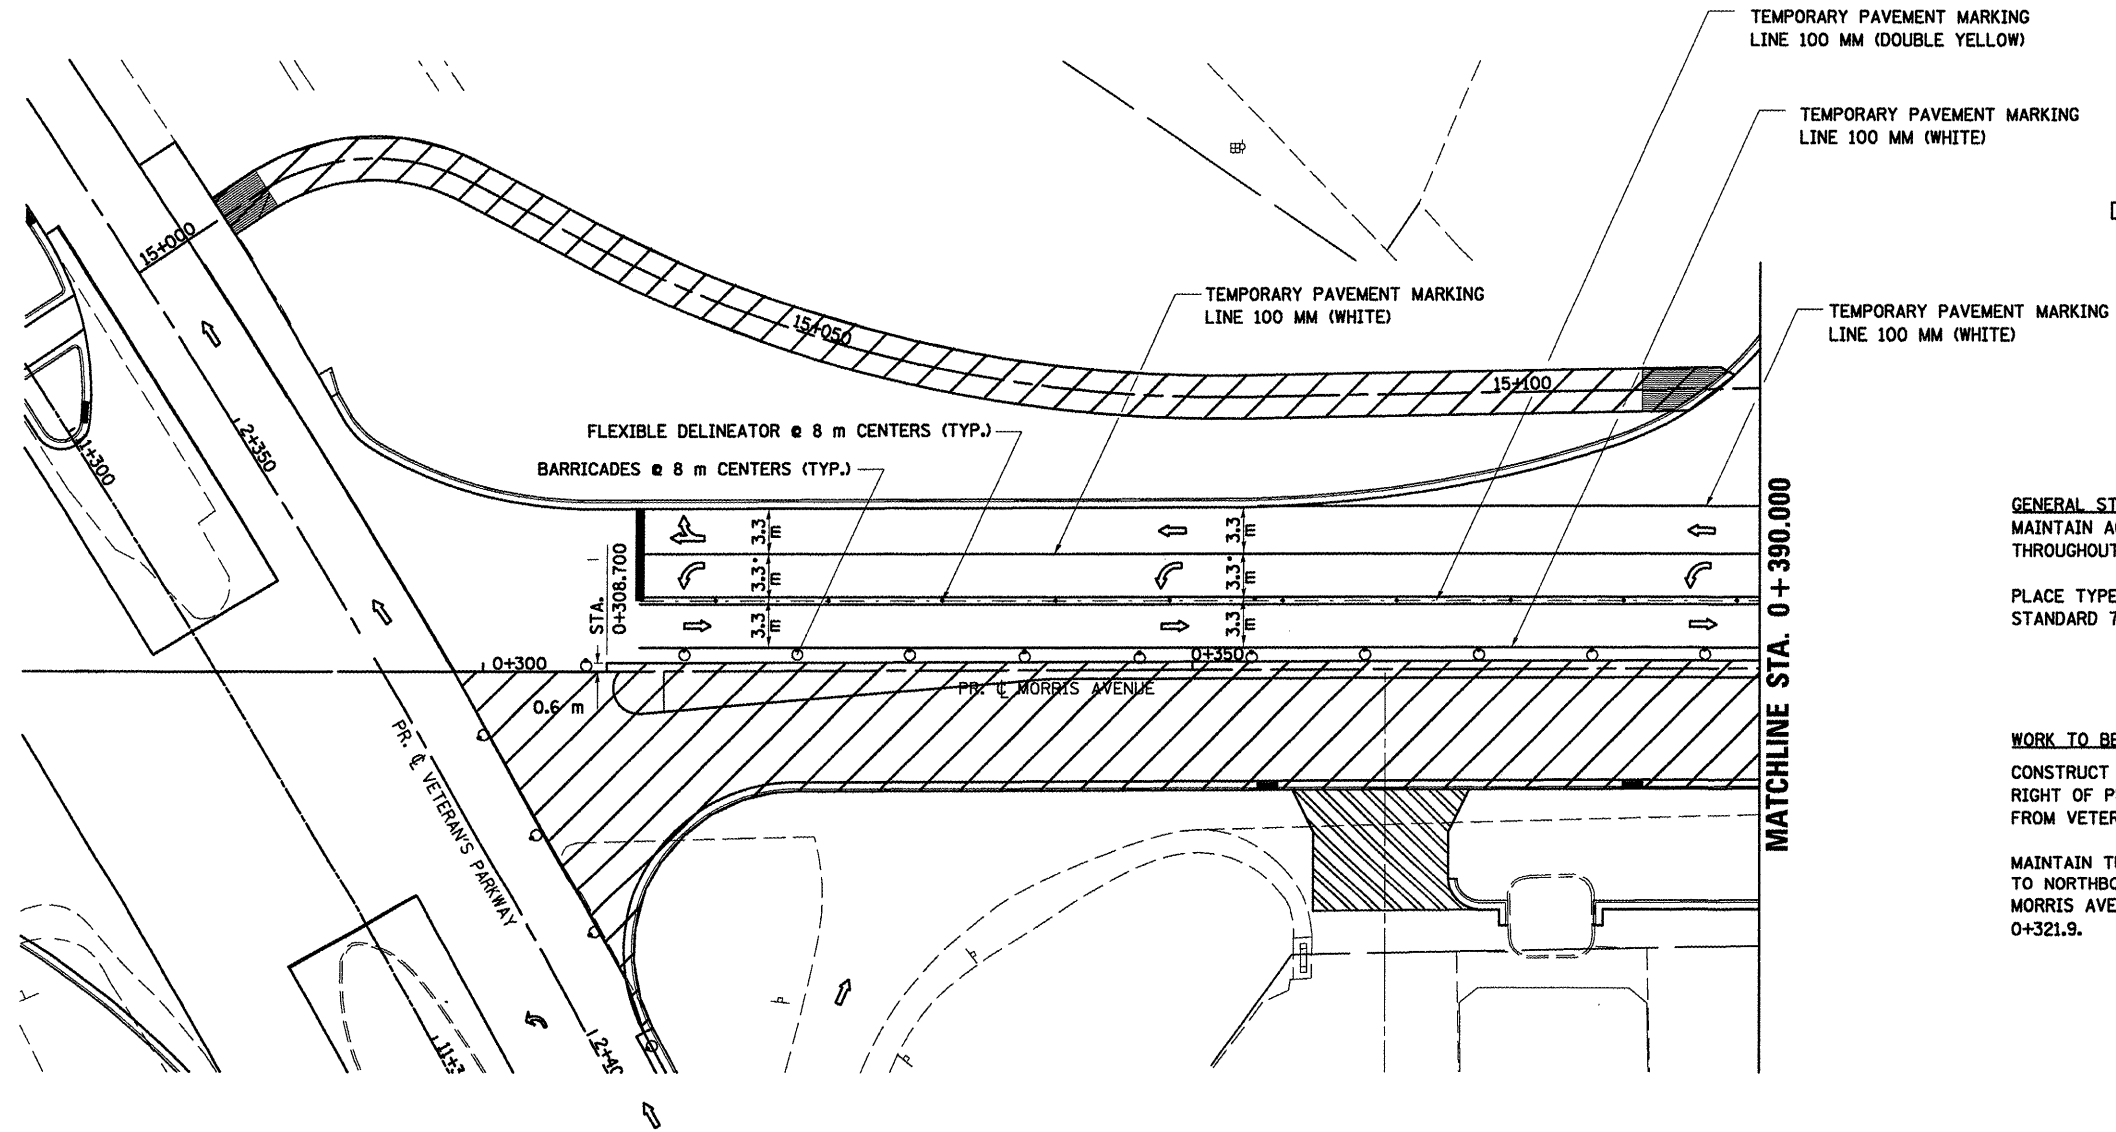 TEMPORARY PAVEMENT MARKING
LINE 100 MM (DOUBLE YELLOW)
TEMPORARY PAVEMENT MARKING
LINE 100 MM (WHITE)
TEMPORARY PAVEMENT MARKING
LINE 100 MM (WHITE)
TEMPORARY PAVEMENT MARKING
LINE 100 MM (WHITE)
15+000
15+050
15+100
FLEXIBLE DELINEATOR @ 8 m CENTERS (TYP.)
BARRICADES @ 8 m CENTERS (TYP.)
11+300
2+350
3.3 m
3.3* m
3.3 m
3.3 m
3.3* m
3.3 m
STA.
0+308.700
0+300
0+350
0.6 m
PR. ℄ MORRIS AVENUE
PR. ℄ VETERAN'S PARKWAY
11+3
2+40
MATCHLINE STA. 0+390.000
GENERAL ST
MAINTAIN A
THROUGHOUT
PLACE TYPE
STANDARD 7
WORK TO BE
CONSTRUCT
RIGHT OF P
FROM VETER
MAINTAIN T
TO NORTHBO
MORRIS AVE
0+321.9.